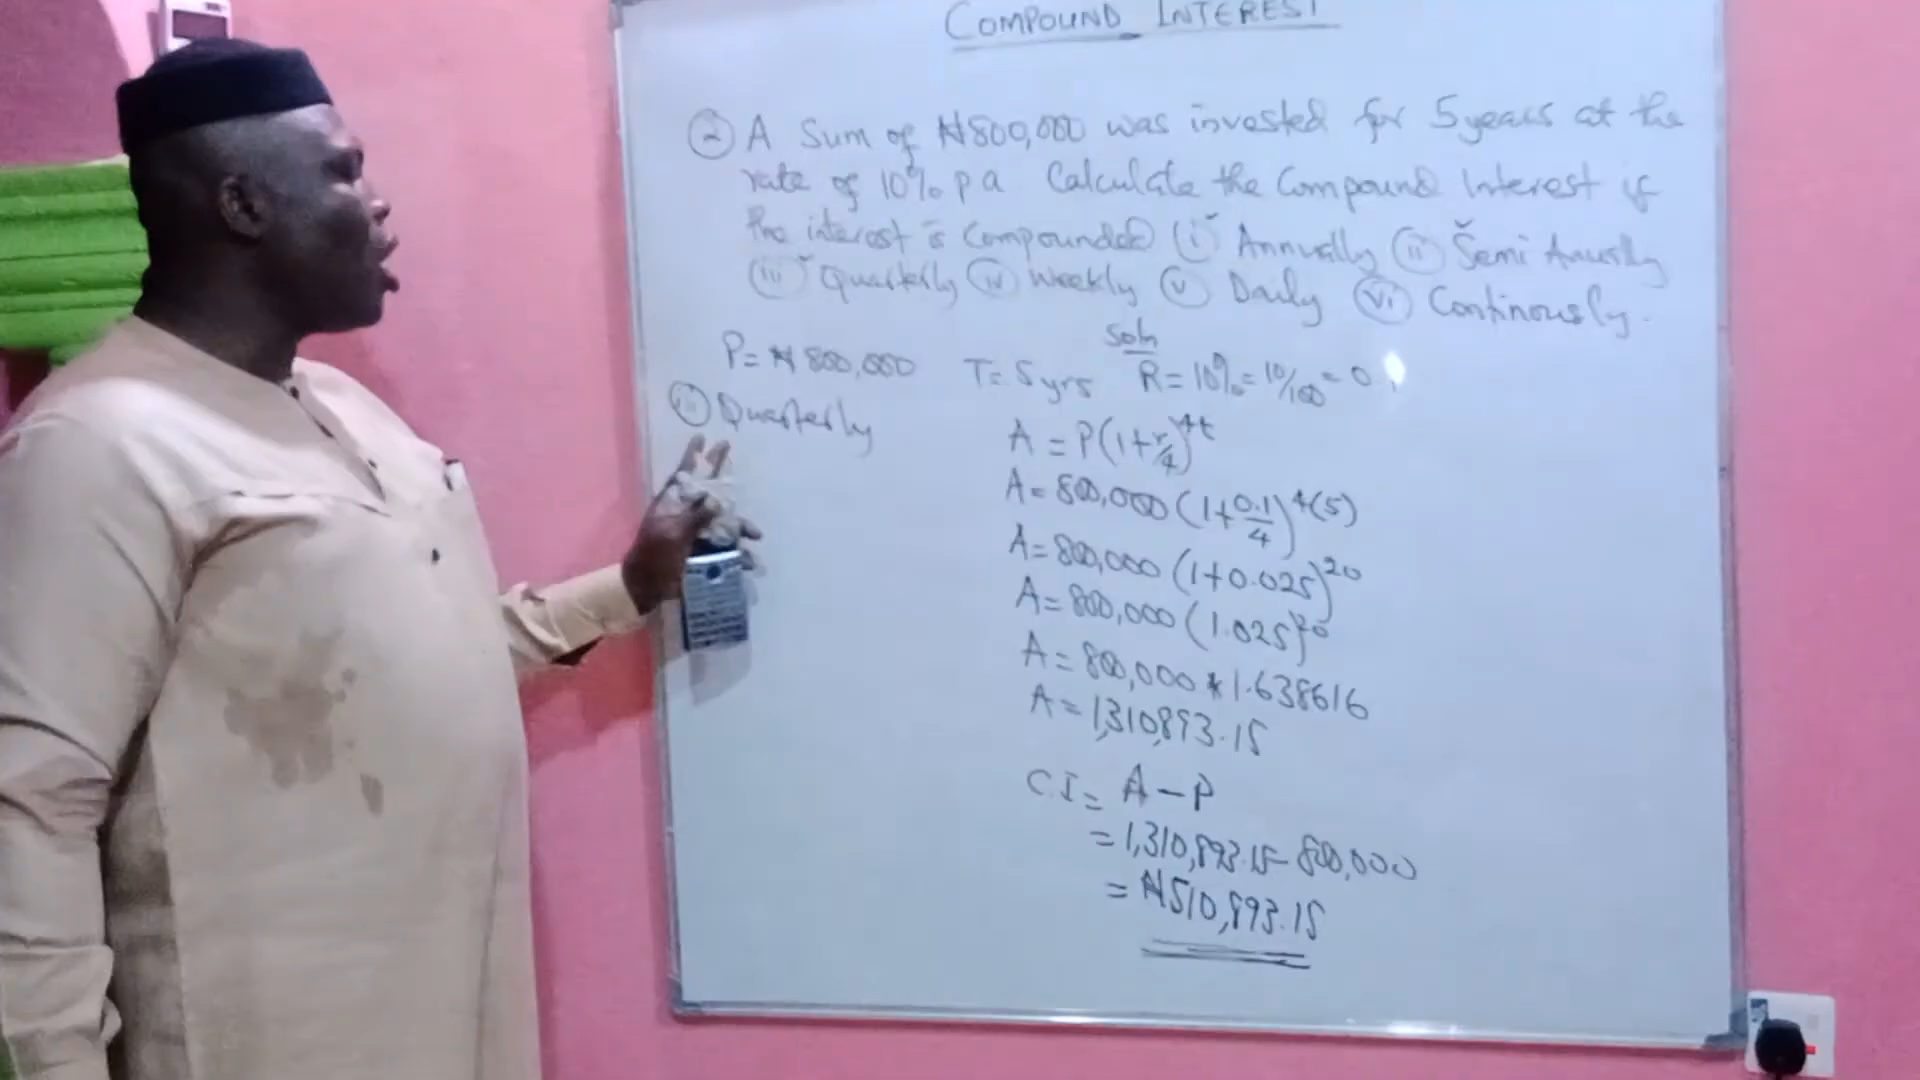 COMPOUND INTEREST
② A Sum of ₦800,000 was invested for 5 years at the
rate of 10% p a Calculate the Compound Interest if
the interest is Compounded (i) Annually (ii) Semi Anually
(iii) Quarterly (iv) Weekly (v) Daily (vi) Continously.
Soln
P= ₦800,000 T= 5yrs R= 10% = 10/100 = 0.1
(iii) Quarterly
A = P(1+r/4)^4t
A = 800,000 (1+0.1/4)^4(5)
A = 800,000 (1+0.025)^20
A = 800,000 (1.025)^20
A = 800,000 * 1.638616
A = 1,310,893.15
C.I = A – P
= 1,310,893.15 – 800,000
= ₦510,893.15